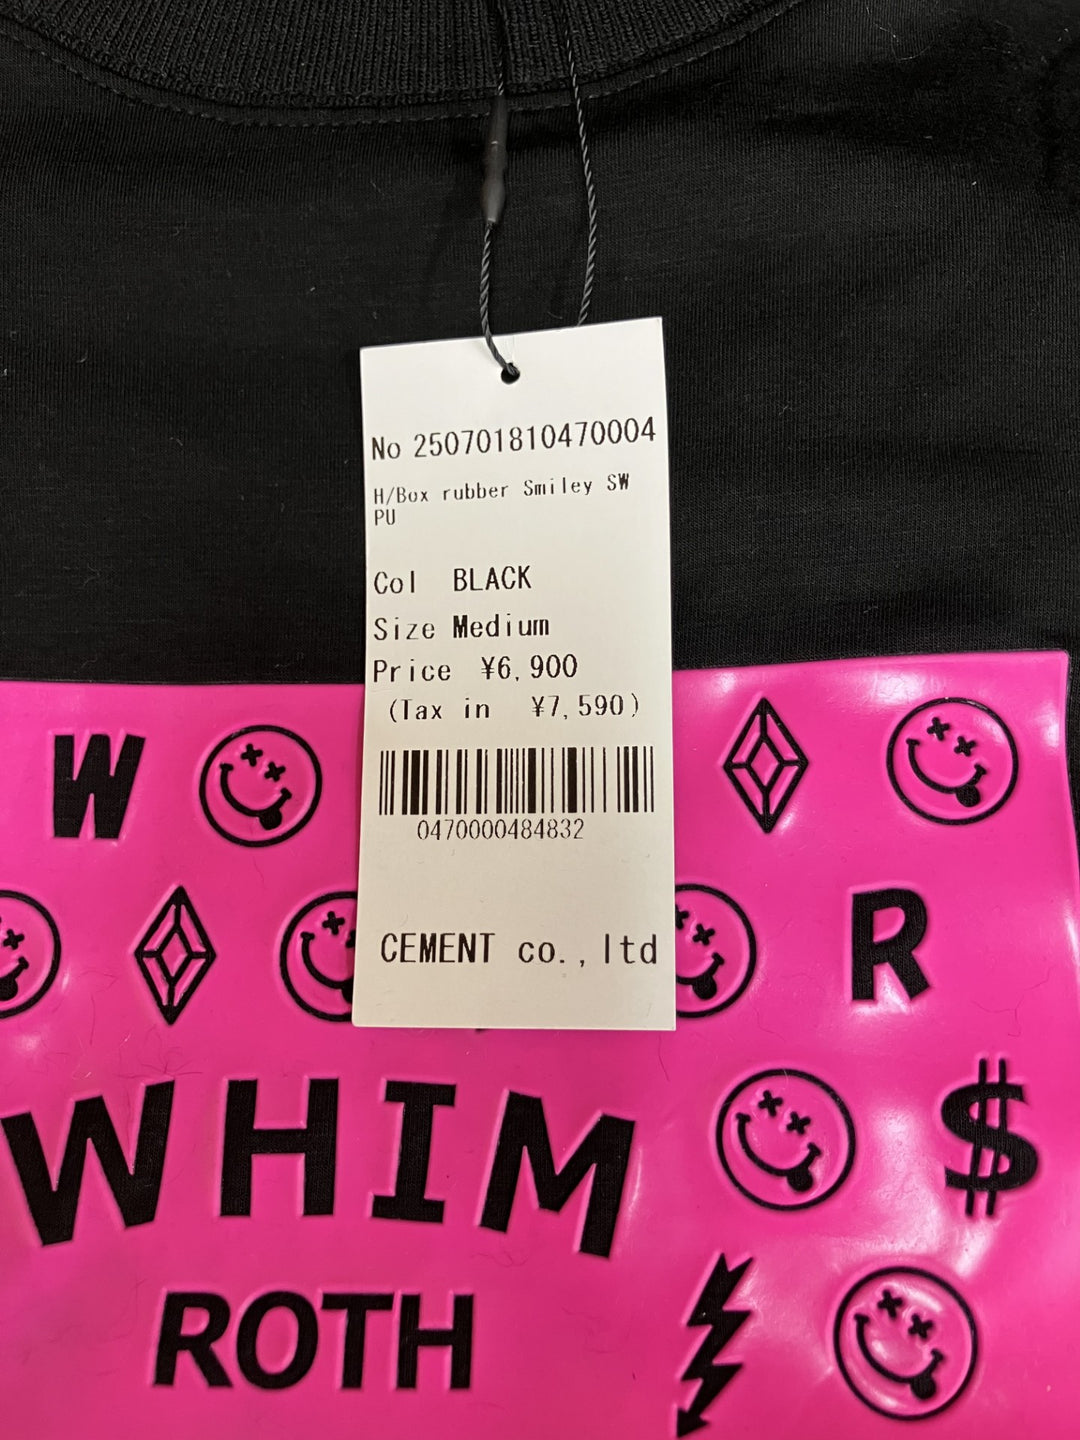 No 250701810470004
H/Box rubber Smiley SW
PU
Col BLACK
Size Medium
Price ¥6,900
(Tax in ¥7,590)
0470000484832
CEMENT co.,ltd
W
R
WHIM
$
ROTH